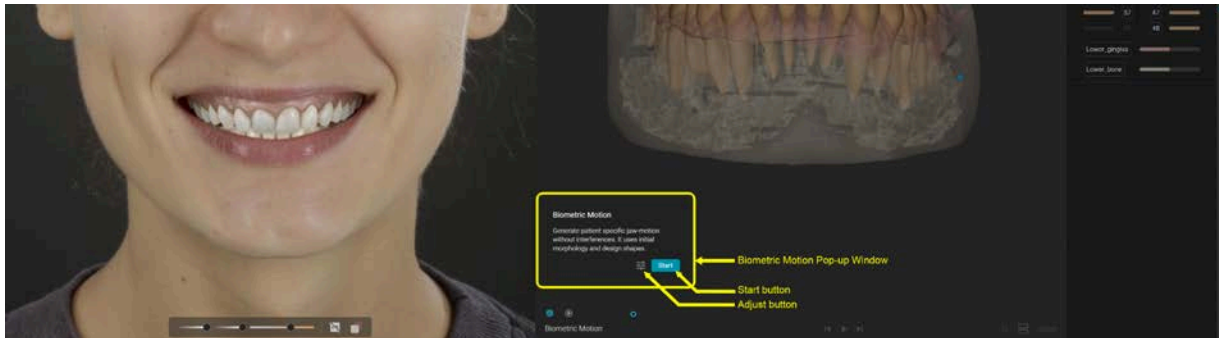 37 47
48
Lower_gingiva
Lower_bone
Biometric Motion
Generate patient specific jaw-motion
without interferences. It uses initial
morphology and design shapes.
Start
Biometric Motion Pop-up Window
Start button
Adjust button
Biometric Motion